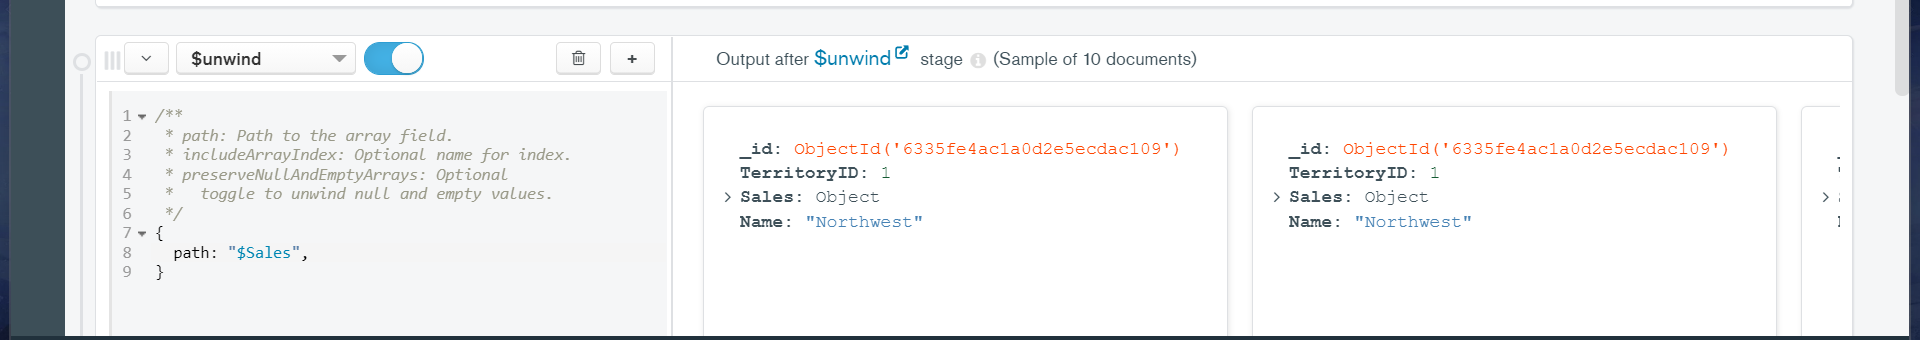 $unwind
+
Output after $unwind stage (Sample of 10 documents)
1 /**
2 * path: Path to the array field.
3 * includeArrayIndex: Optional name for index.
4 * preserveNullAndEmptyArrays: Optional
5 *   toggle to unwind null and empty values.
6 */
7 {
8 path: "$Sales",
9 }
_id: ObjectId('6335fe4ac1a0d2e5ecdac109')
TerritoryID: 1
Sales: Object
Name: "Northwest"
_id: ObjectId('6335fe4ac1a0d2e5ecdac109')
TerritoryID: 1
Sales: Object
Name: "Northwest"